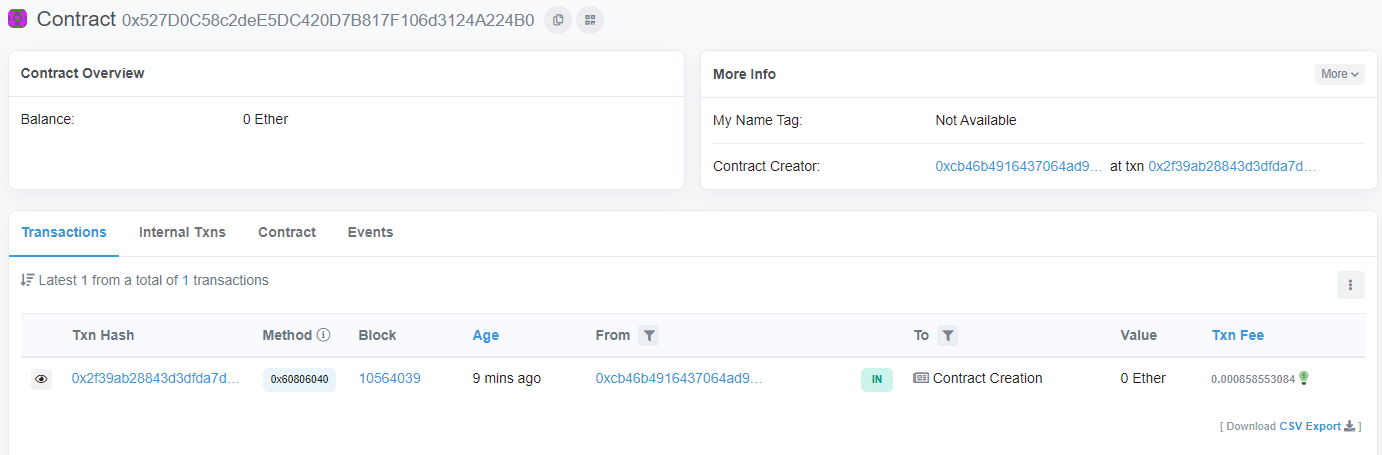 Contract 0x527D0C58c2deE5DC420D7B817F106d3124A224B0
Contract Overview
Balance: 0 Ether
More Info More
My Name Tag: Not Available
Contract Creator: 0xcb46b4916437064ad9... at txn 0x2f39ab28843d3dfda7d...
Transactions Internal Txns Contract Events
Latest 1 from a total of 1 transactions
Txn Hash Method Block Age From To Value Txn Fee
0x2f39ab28843d3dfda7d... 0x60806040 10564039 9 mins ago 0xcb46b4916437064ad9... IN Contract Creation 0 Ether 0.000858553084
[ Download CSV Export ]